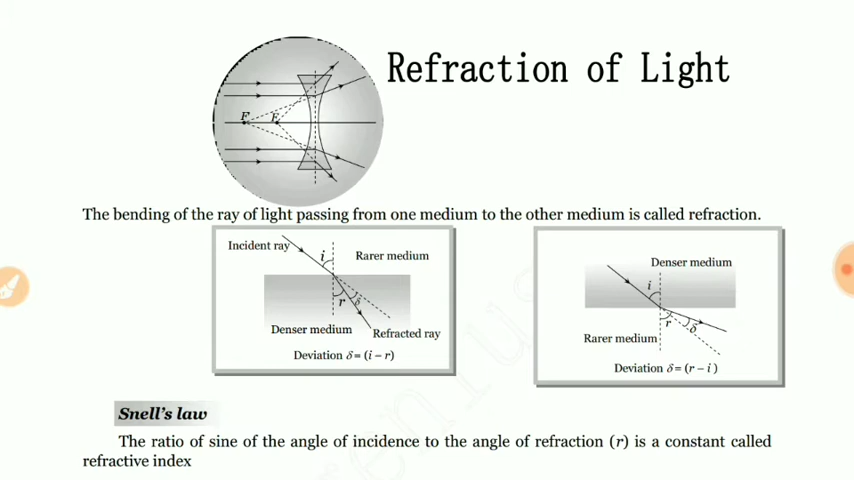 Refraction of Light
F F
The bending of the ray of light passing from one medium to the other medium is called refraction.
Incident ray
i
Rarer medium
r
δ
Denser medium
Refracted ray
Deviation δ = (i – r)
Denser medium
i
r
δ
Rarer medium
Deviation δ = (r – i )
Snell's law
The ratio of sine of the angle of incidence to the angle of refraction (r) is a constant called
refractive index